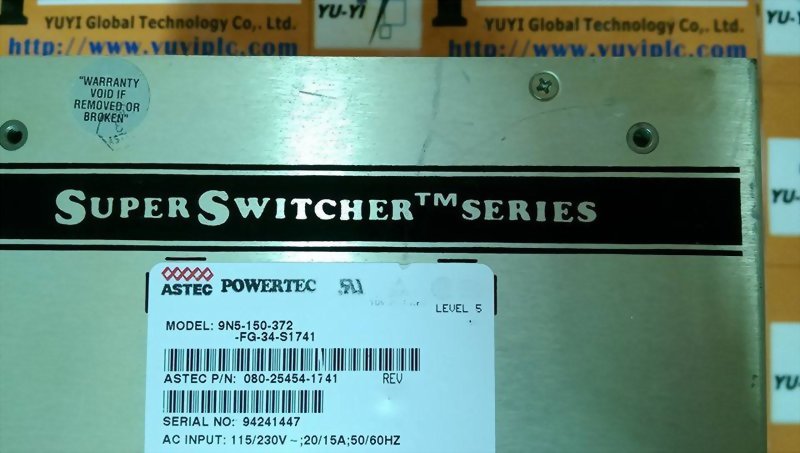 YUYI Global Technology Co,. Ltd.
YU-YI
YUYI Global Technology Co,. Ltd.
http://www.yuyiplc.com/
http://www.yuyiplc.com/
"WARRANTY
VOID IF
REMOVED OR
BROKEN"
SUPER SWITCHER™ SERIES
ASTEC POWERTEC
LEVEL 5
MODEL: 9N5-150-372
-FG-34-S1741
ASTEC P/N: 080-25454-1741 REV
SERIAL NO: 94241447
AC INPUT: 115/230V ~;20/15A;50/60HZ
YU-YI